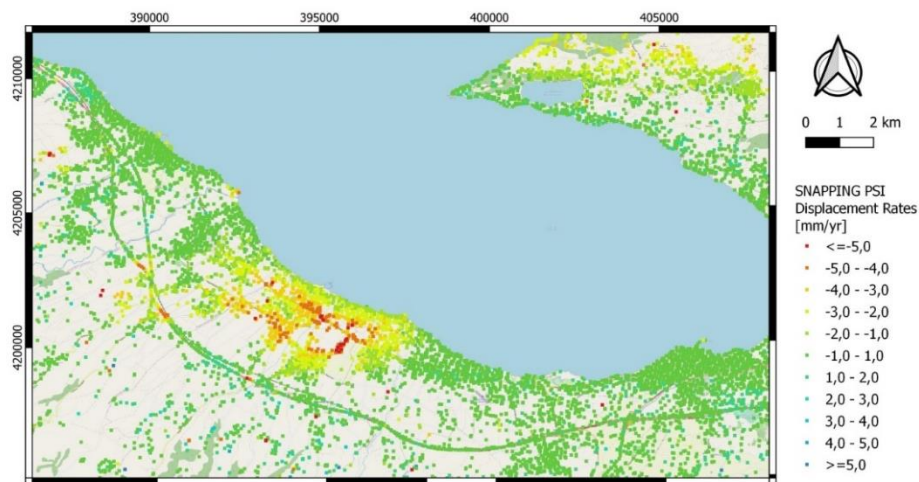 390000 395000 400000 405000
4210000
4205000
4200000
0 1 2 km
SNAPPING PSI
Displacement Rates
[mm/yr]
<=-5,0
-5,0 - -4,0
-4,0 - -3,0
-3,0 - -2,0
-2,0 - -1,0
-1,0 - 1,0
1,0 - 2,0
2,0 - 3,0
3,0 - 4,0
4,0 - 5,0
>=5,0